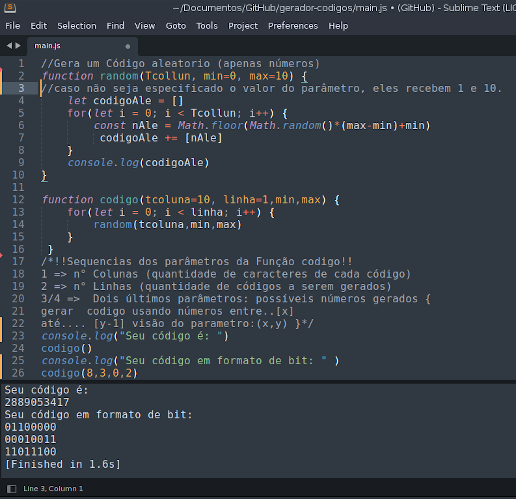 ~/Documentos/GitHub/gerador-codigos/main.js • (GitHub) - Sublime Text (LIC
File Edit Selection Find View Goto Tools Project Preferences Help
main.js
1 //Gera um Código aleatorio (apenas números)
2 function random(Tcollun, min=0, max=10) {
3 //caso não seja especificado o valor do parâmetro, eles recebem 1 e 10.
4 let codigoAle = []
5 for(let i = 0; i < Tcollun; i++) {
6 const nAle = Math.floor(Math.random()*(max-min)+min)
7 codigoAle += [nAle]
8 }
9 console.log(codigoAle)
10 }
11
12 function codigo(tcoluna=10, linha=1,min,max) {
13 for(let i = 0; i < linha; i++) {
14 random(tcoluna,min,max)
15 }
16 }
17 /*!!Sequencias dos parâmetros da Função codigo!!
18 1 => n° Colunas (quantidade de caracteres de cada código)
19 2 => n° Linhas (quantidade de códigos a serem gerados)
20 3/4 => Dois últimos parâmetros: possíveis números gerados {
21 gerar codigo usando números entre..[x]
22 até.... [y-1] visão do parametro:(x,y) }*/
23 console.log("Seu código é: ")
24 codigo()
25 console.log("Seu código em formato de bit: " )
26 codigo(8,3,0,2)
Seu código é:
2889053417
Seu código em formato de bit:
01100000
00010011
11011100
[Finished in 1.6s]
Line 3, Column 1